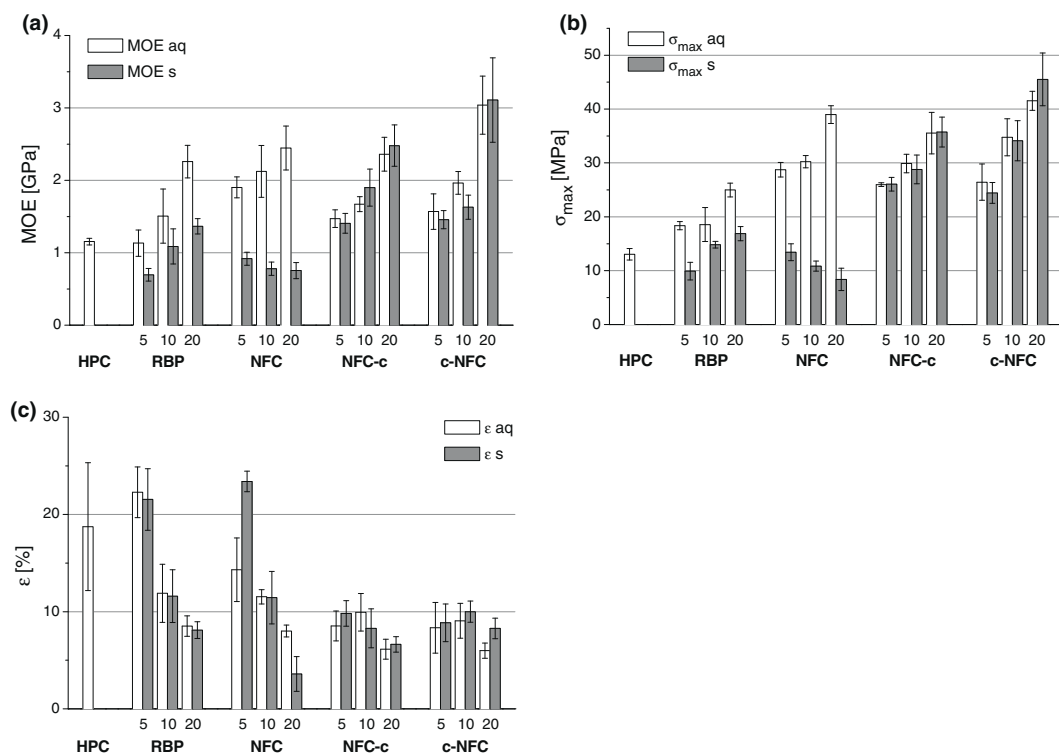 (a)
MOE [GPa]
4
3
2
1
0
MOE aq
MOE s
5 10 20 5 10 20 5 10 20 5 10 20
HPC RBP NFC NFC-c c-NFC
(b)
σmax [MPa]
50
40
30
20
10
0
σmax aq
σmax s
5 10 20 5 10 20 5 10 20 5 10 20
HPC RBP NFC NFC-c c-NFC
(c)
ε [%]
30
20
10
0
ε aq
ε s
5 10 20 5 10 20 5 10 20 5 10 20
HPC RBP NFC NFC-c c-NFC